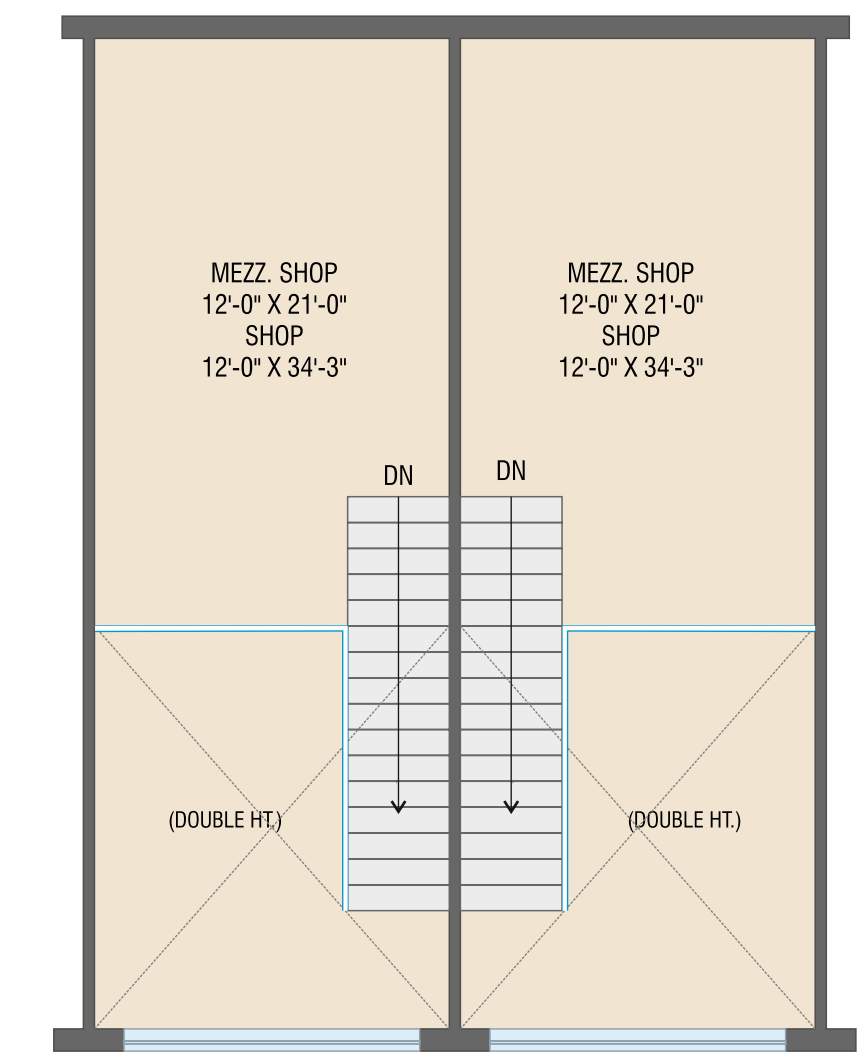 MEZZ. SHOP
12'-0" X 21'-0"
SHOP
12'-0" X 34'-3"
MEZZ. SHOP
12'-0" X 21'-0"
SHOP
12'-0" X 34'-3"
DN
DN
(DOUBLE HT.)
(DOUBLE HT.)